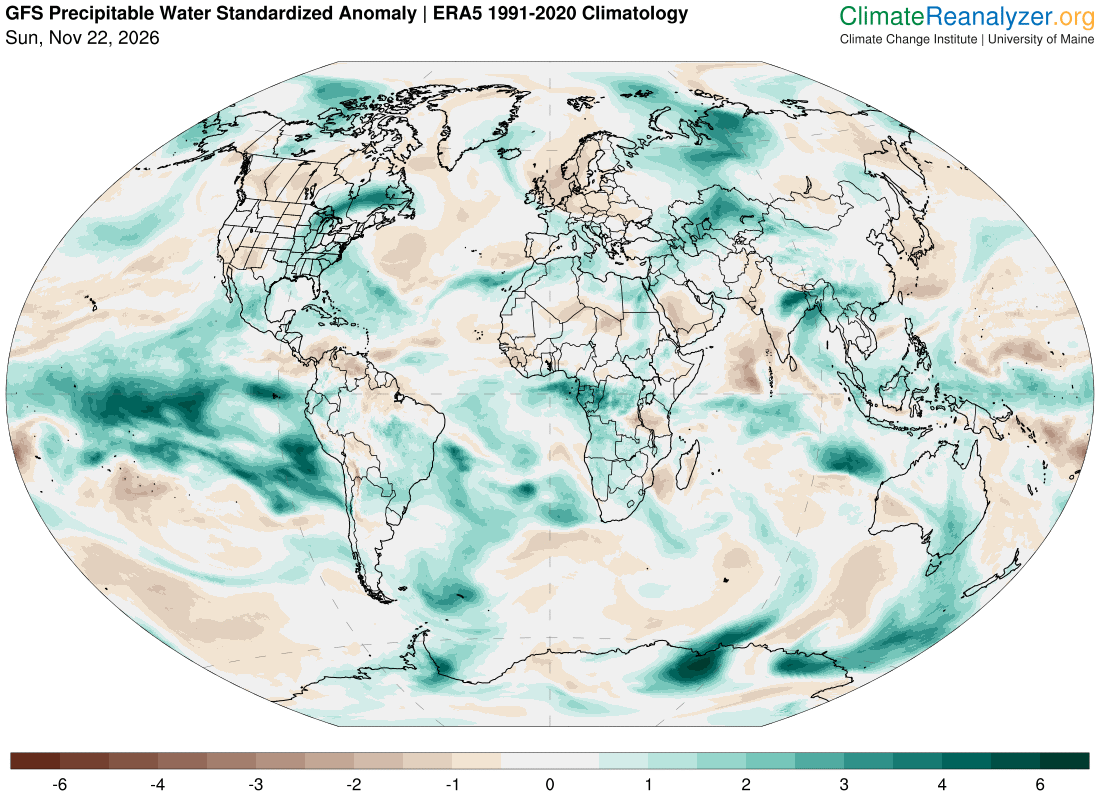 GFS Precipitable Water Standardized Anomaly | ERA5 1991-2020 Climatology
Sun, Nov 22, 2026
ClimateReanalyzer.org
Climate Change Institute | University of Maine
-6 -4 -3 -2 -1 0 1 2 3 4 6